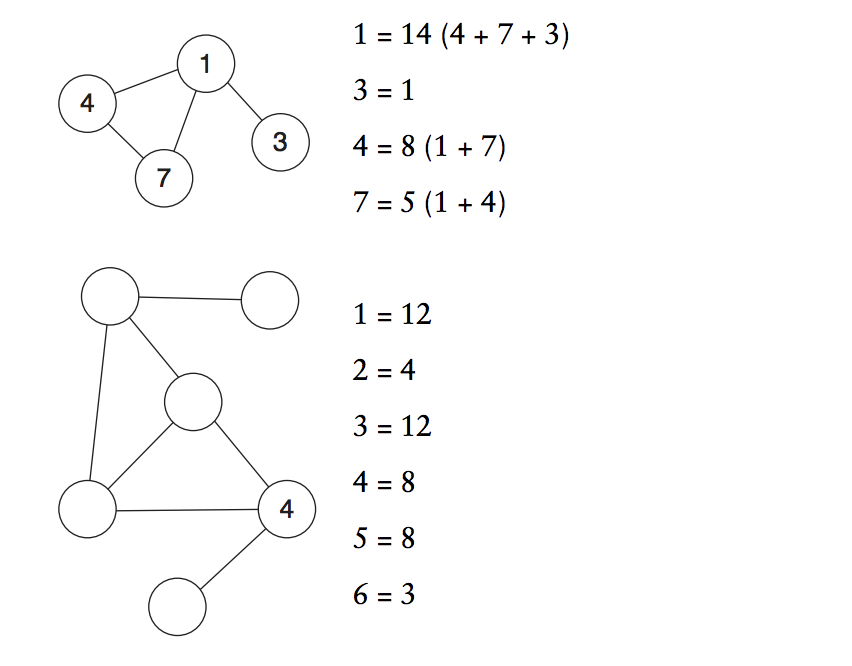 1 = 14 (4 + 7 + 3)
1
4
3 = 1
3
4 = 8 (1 + 7)
7
7 = 5 (1 + 4)
1 = 12
2 = 4
3 = 12
4 = 8
4
5 = 8
6 = 3